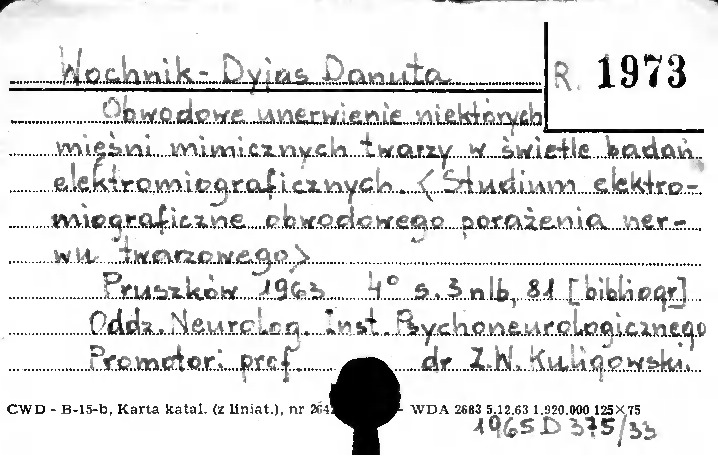 Wochnik-Dyjas Danuta
R. 1973
Obwodowe unerwienie niektórych
mięśni mimicznych twarzy w świetle badań
elektromiograficznych. <Studium elektro-
miograficzne obwodowego porażenia ner-
wu twarzowego>
Pruszków 1963 4° s. 3 nlb, 81 [bibliogr]
Oddz. Neurolog. Inst. Psychoneurologicznego
Promotor: prof. dr Z.W. Kuligowski.
CWD - B-15-b, Karta katal. (z liniat.), nr 264 - WDA 2683 5.12.63 1.920.000 125×75
1965 D 375/33